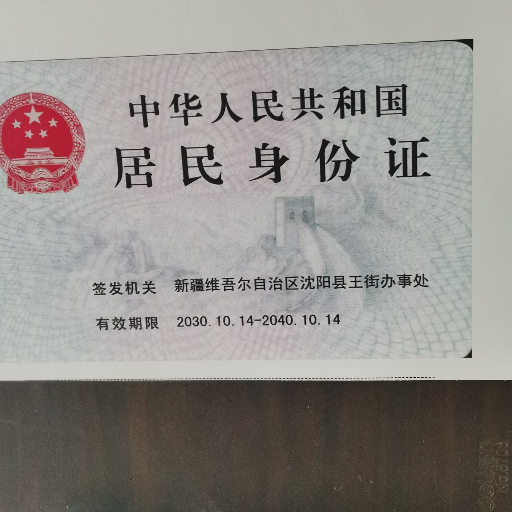 中华人民共和国
居民身份证
签发机关 新疆维吾尔自治区沈阳县王街办事处
有效期限 2030.10.14-2040.10.14